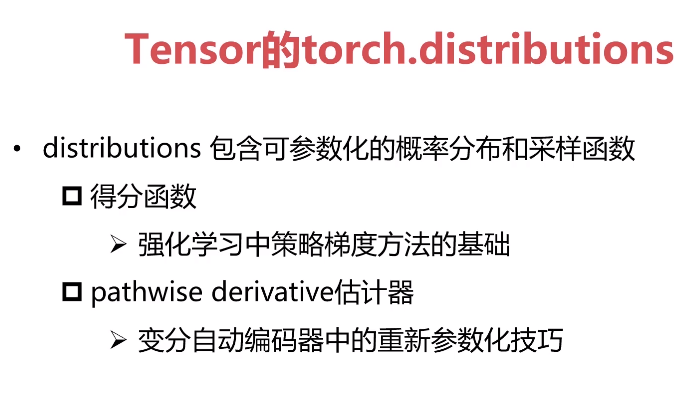 Tensor的torch.distributions
• distributions 包含可参数化的概率分布和采样函数
得分函数
➢ 强化学习中策略梯度方法的基础
pathwise derivative估计器
➢ 变分自动编码器中的重新参数化技巧